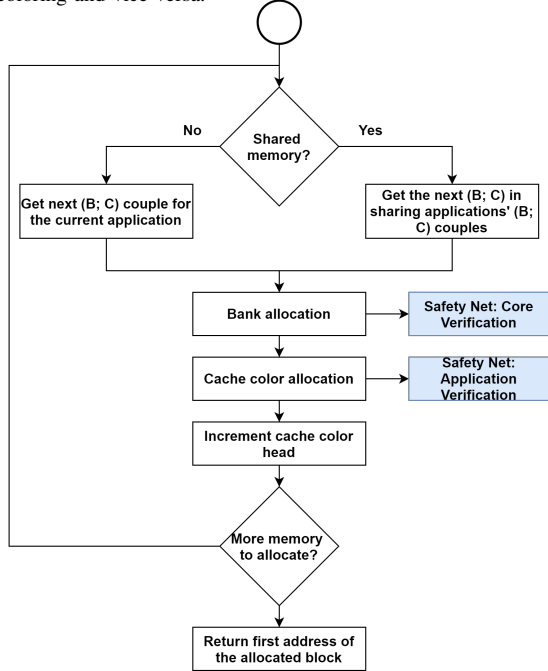 coloring and vice versa.
Shared
memory?
No
Yes
Get next (B; C) couple for
the current application
Get the next (B; C) in
sharing applications' (B;
C) couples
Bank allocation
Safety Net: Core
Verification
Cache color allocation
Safety Net:
Application
Verification
Increment cache color
head
More memory
to allocate?
Return first address of
the allocated block